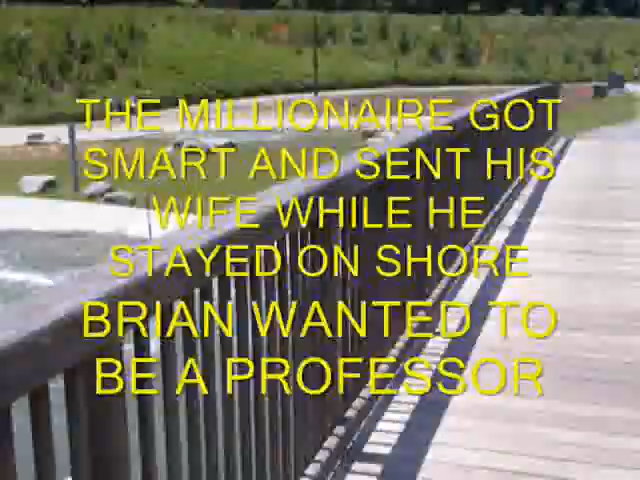 THE MILLIONAIRE GOT
SMART AND SENT HIS
WIFE WHILE HE
STAYED ON SHORE
BRIAN WANTED TO
BE A PROFESSOR